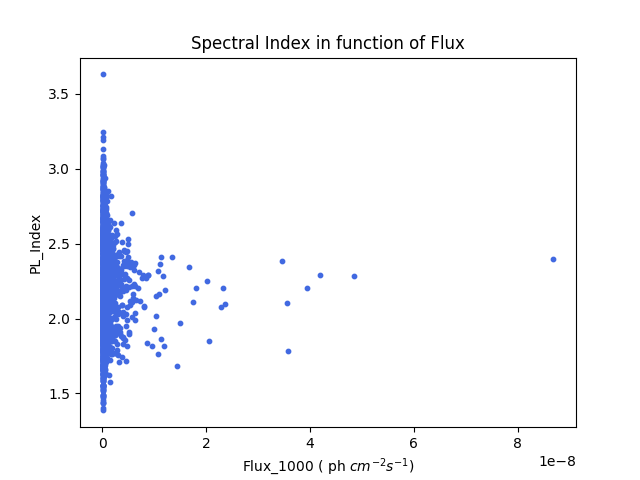 Spectral Index in function of Flux
PL_Index
3.5
3.0
2.5
2.0
1.5
0 2 4 6 8
1e−8
Flux_1000 ( ph cm⁻²s⁻¹)